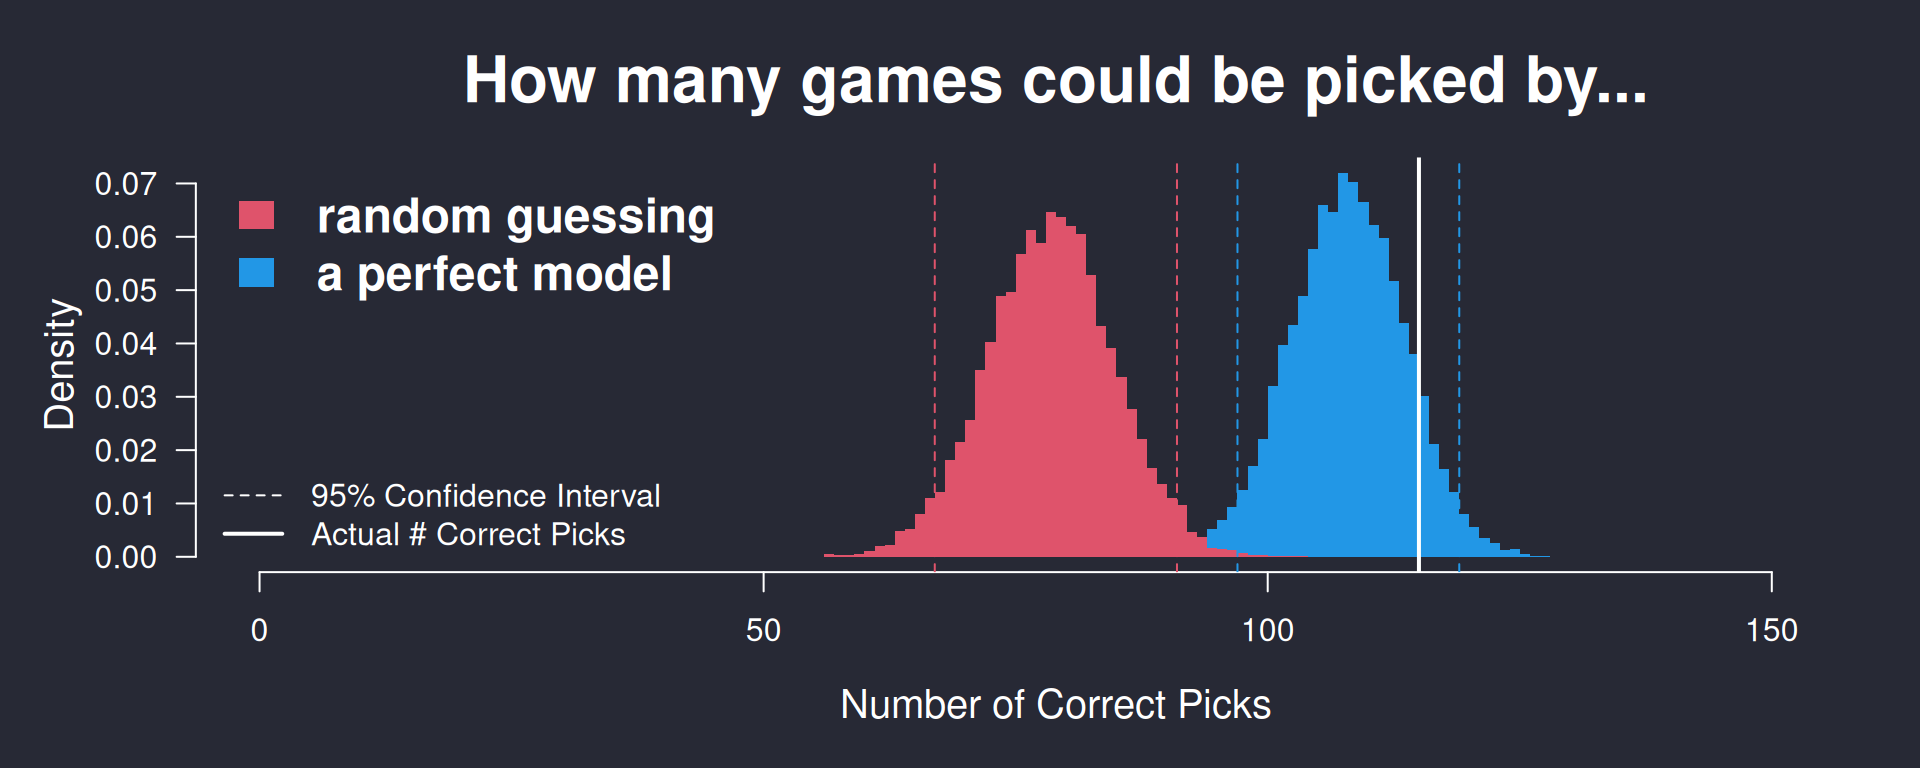 How many games could be picked by...
random guessing
a perfect model
Density
0.07
0.06
0.05
0.04
0.03
0.02
0.01
0.00
95% Confidence Interval
Actual # Correct Picks
0 50 100 150
Number of Correct Picks